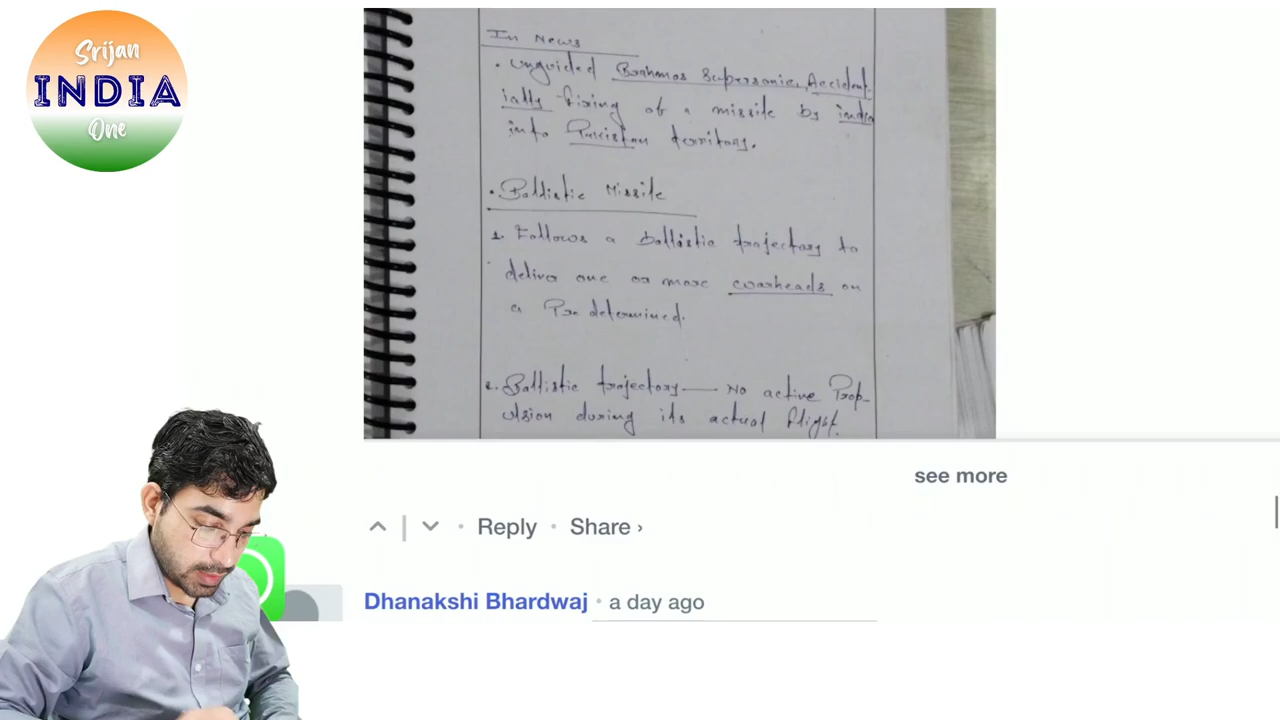 Srijan
INDIA
One
In News
• Unguided Brahmos Supersonic, Accident-
ially firing of a missile by india
into Pakistan territory.
• Ballistic Missile
1. Follows a ballistic trajectory to
deliver one or more warheads on
a Pre determined.
2. Ballistic trajectory — No active Prop-
ulsion during its actual flight.
see more
• Reply • Share ›
Dhanakshi Bhardwaj • a day ago